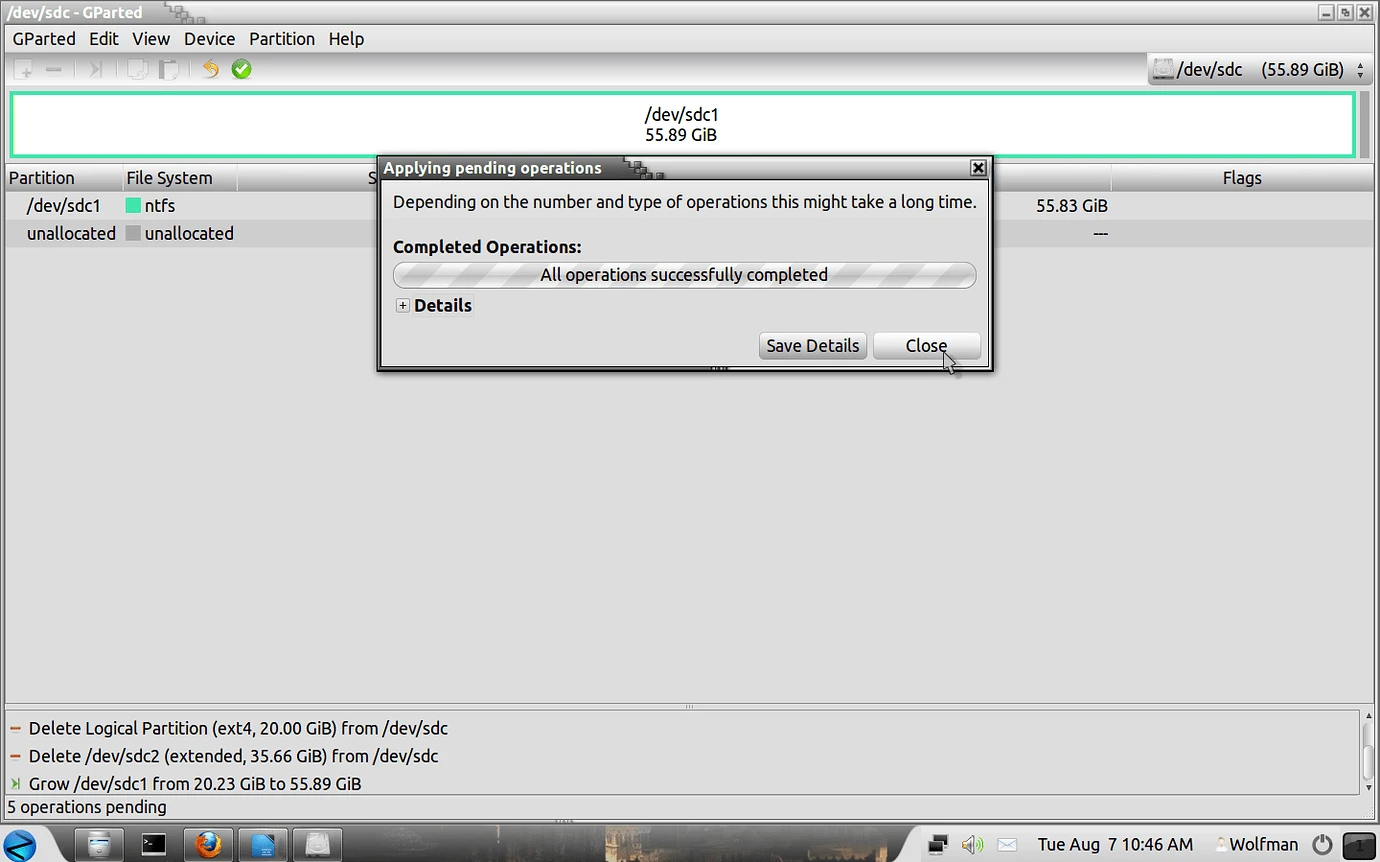 /dev/sdc - GParted
GParted Edit View Device Partition Help
/dev/sdc (55.89 GiB)
/dev/sdc1
55.89 GiB
Partition File System S Flags
/dev/sdc1 ntfs 55.83 GiB
unallocated unallocated ---
Applying pending operations
Depending on the number and type of operations this might take a long time.
Completed Operations:
All operations successfully completed
+ Details
Save Details Close
Delete Logical Partition (ext4, 20.00 GiB) from /dev/sdc
Delete /dev/sdc2 (extended, 35.66 GiB) from /dev/sdc
Grow /dev/sdc1 from 20.23 GiB to 55.89 GiB
5 operations pending
Tue Aug 7 10:46 AM Wolfman 1